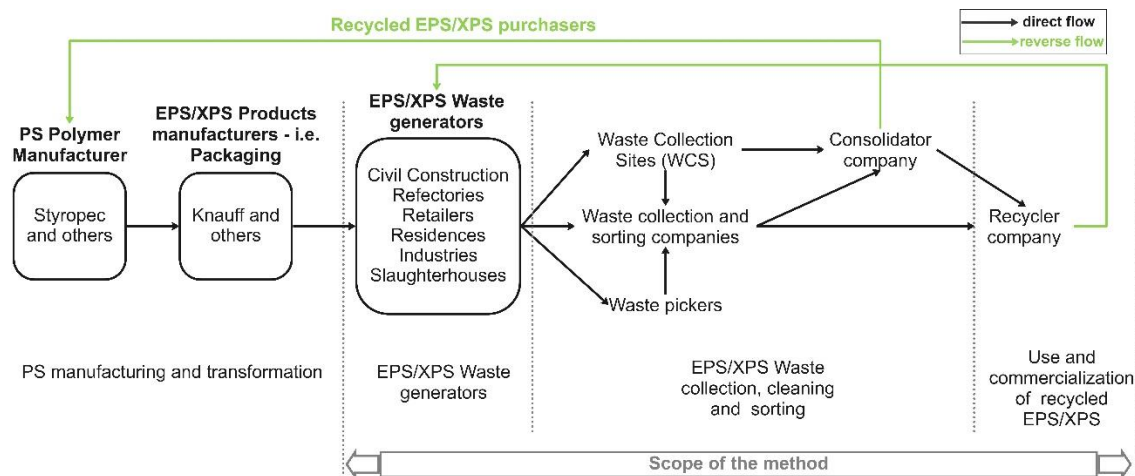 Recycled EPS/XPS purchasers
direct flow
reverse flow
PS Polymer
Manufacturer
EPS/XPS Products
manufacturers - i.e.
Packaging
EPS/XPS Waste
generators
Styropec
and others
Knauff and
others
Civil Construction
Refectories
Retailers
Residences
Industries
Slaughterhouses
Waste Collection
Sites (WCS)
Waste collection and
sorting companies
Waste pickers
Consolidator
company
Recycler
company
PS manufacturing and transformation
EPS/XPS Waste
generators
EPS/XPS Waste
collection, cleaning
and sorting
Use and
commercialization
of recycled
EPS/XPS
Scope of the method